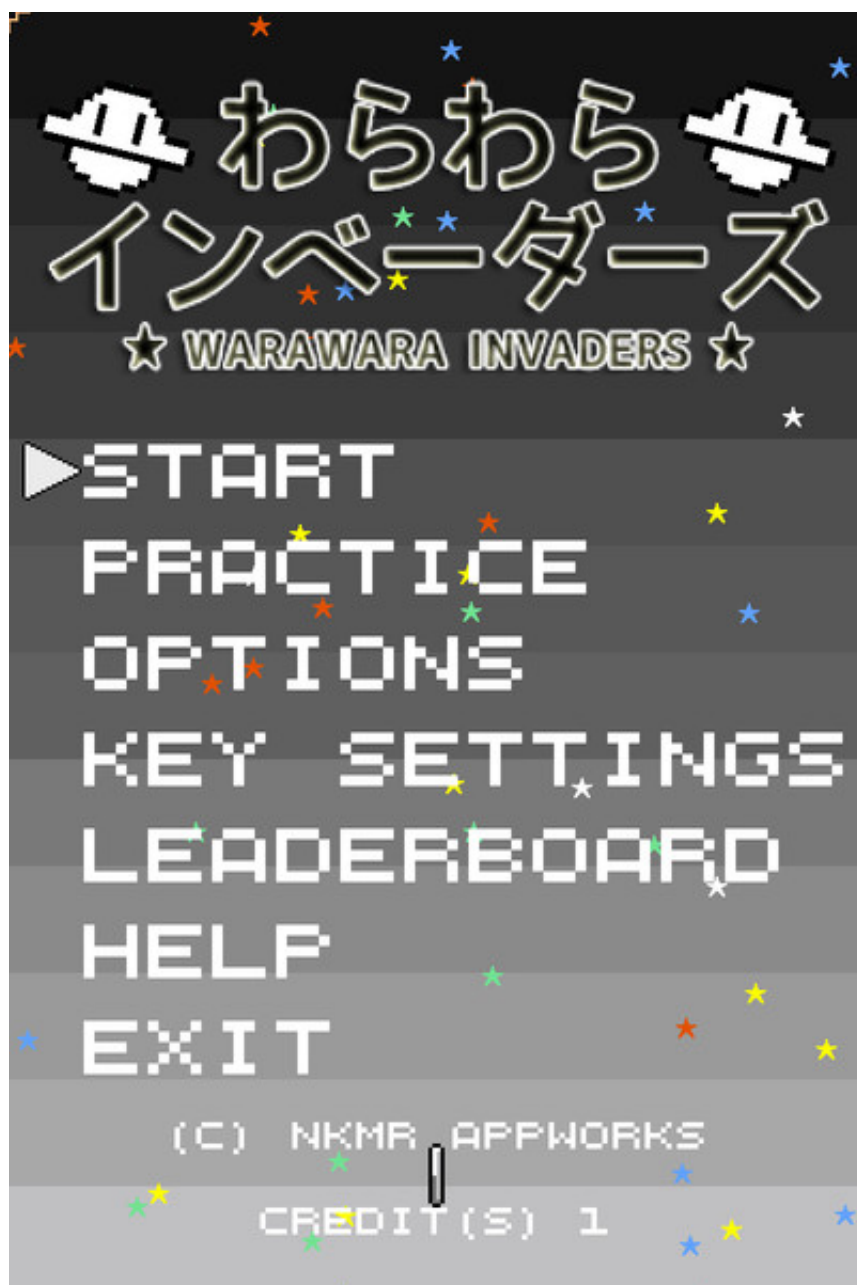 わらわら
インベーダーズ
★ WARAWARA INVADERS ★
START
PRACTICE
OPTIONS
KEY SETTINGS
LEADERBOARD
HELP
EXIT
(C) NKMR APPWORKS
CREDIT(S) 1